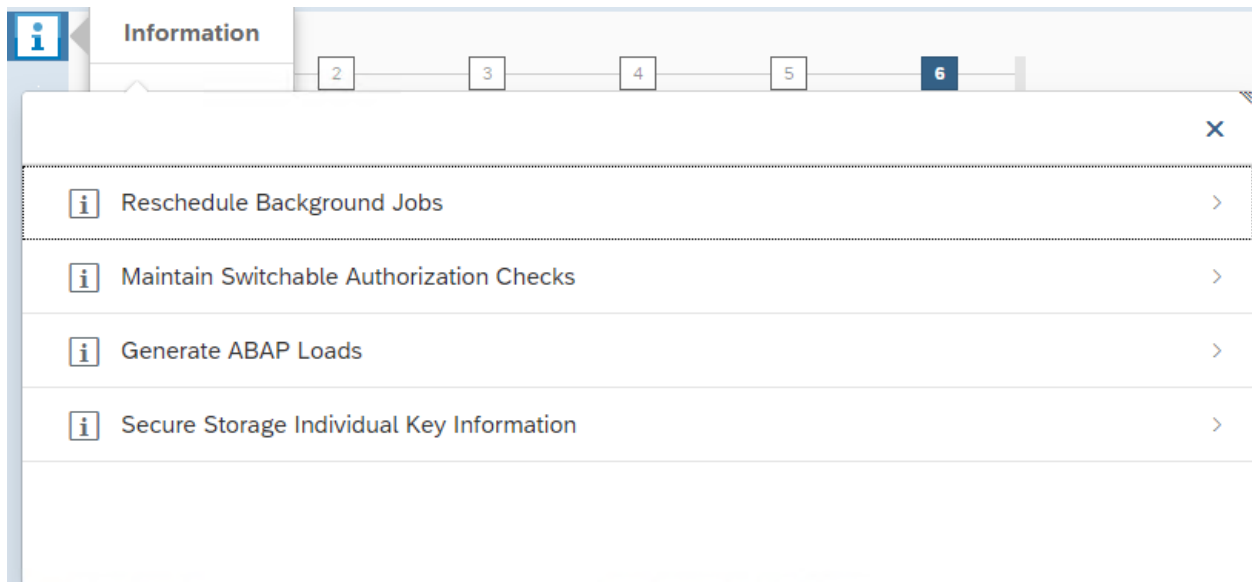 Information
2 3 4 5 6
Reschedule Background Jobs
Maintain Switchable Authorization Checks
Generate ABAP Loads
Secure Storage Individual Key Information